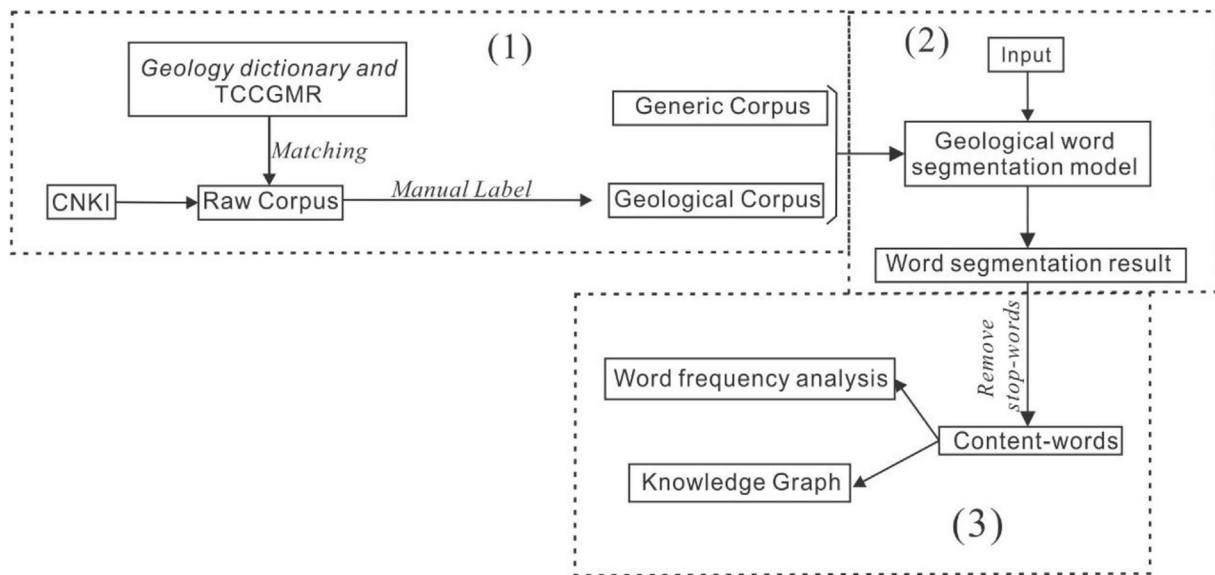 (1)
Geology dictionary and
TCCGMR
Matching
CNKI
Raw Corpus
Manual Label
Generic Corpus
Geological Corpus
(2)
Input
Geological word
segmentation model
Word segmentation result
Remove
stop-words
Word frequency analysis
Content-words
Knowledge Graph
(3)